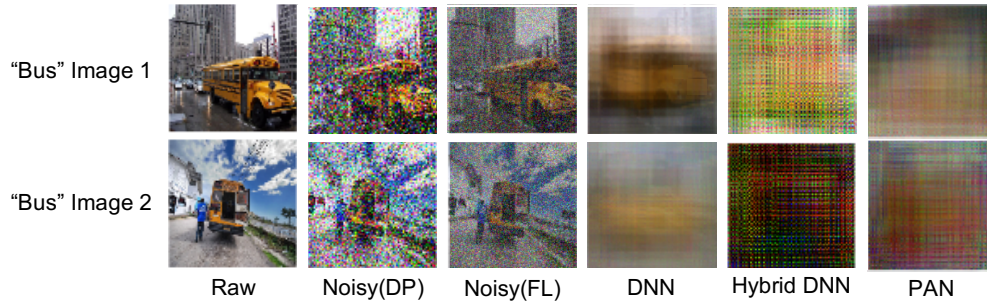 “Bus” Image 1
“Bus” Image 2
Raw Noisy(DP) Noisy(FL) DNN Hybrid DNN PAN